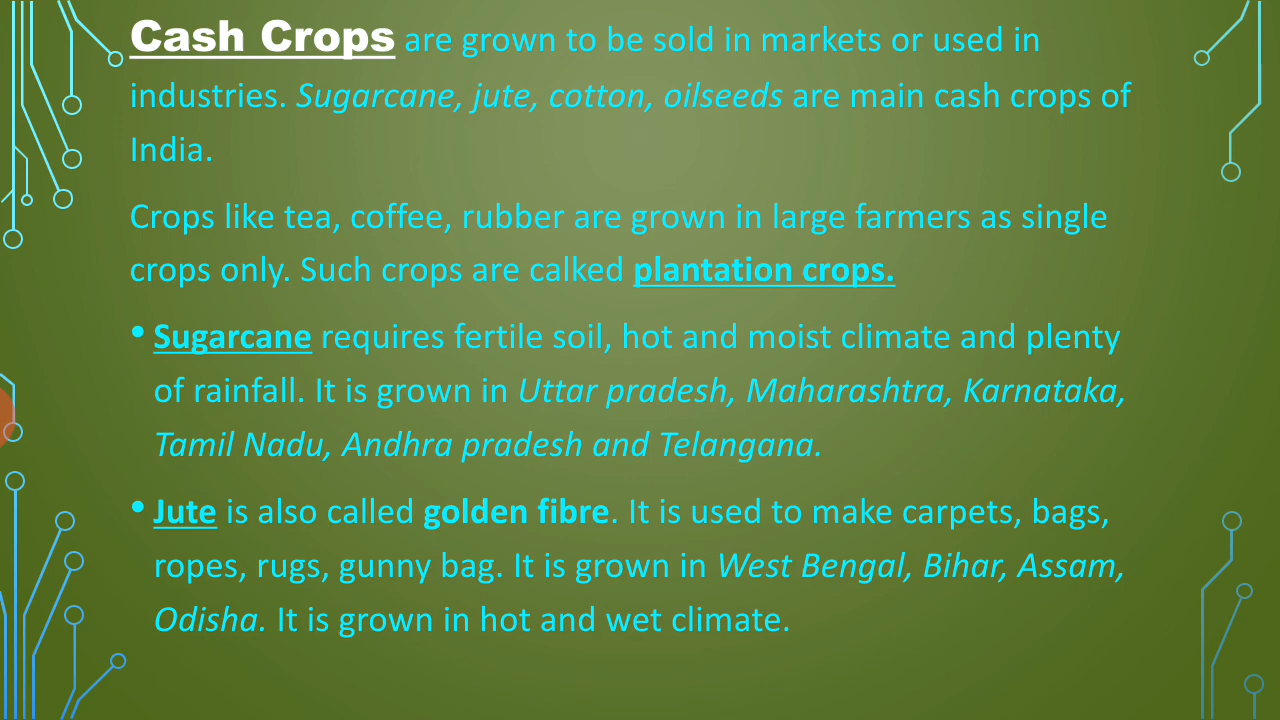 Cash Crops are grown to be sold in markets or used in
industries. Sugarcane, jute, cotton, oilseeds are main cash crops of
India.
Crops like tea, coffee, rubber are grown in large farmers as single
crops only. Such crops are calked plantation crops.
• Sugarcane requires fertile soil, hot and moist climate and plenty
of rainfall. It is grown in Uttar pradesh, Maharashtra, Karnataka,
Tamil Nadu, Andhra pradesh and Telangana.
• Jute is also called golden fibre. It is used to make carpets, bags,
ropes, rugs, gunny bag. It is grown in West Bengal, Bihar, Assam,
Odisha. It is grown in hot and wet climate.